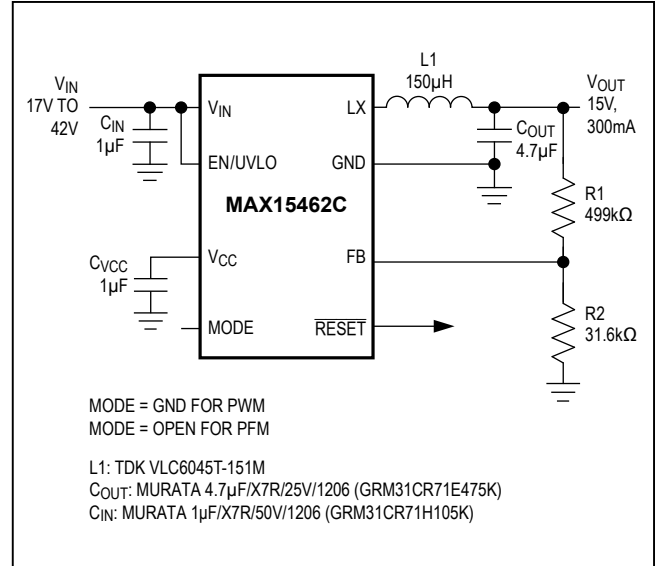 L1
150µH
VIN
17V TO
42V
CIN
1µF
VIN
LX
VOUT
15V,
300mA
COUT
4.7µF
EN/UVLO
GND
MAX15462C
R1
499kΩ
CVCC
1µF
VCC
FB
R2
31.6kΩ
MODE
RESET
MODE = GND FOR PWM
MODE = OPEN FOR PFM
L1: TDK VLC6045T-151M
COUT: MURATA 4.7µF/X7R/25V/1206 (GRM31CR71E475K)
CIN: MURATA 1µF/X7R/50V/1206 (GRM31CR71H105K)